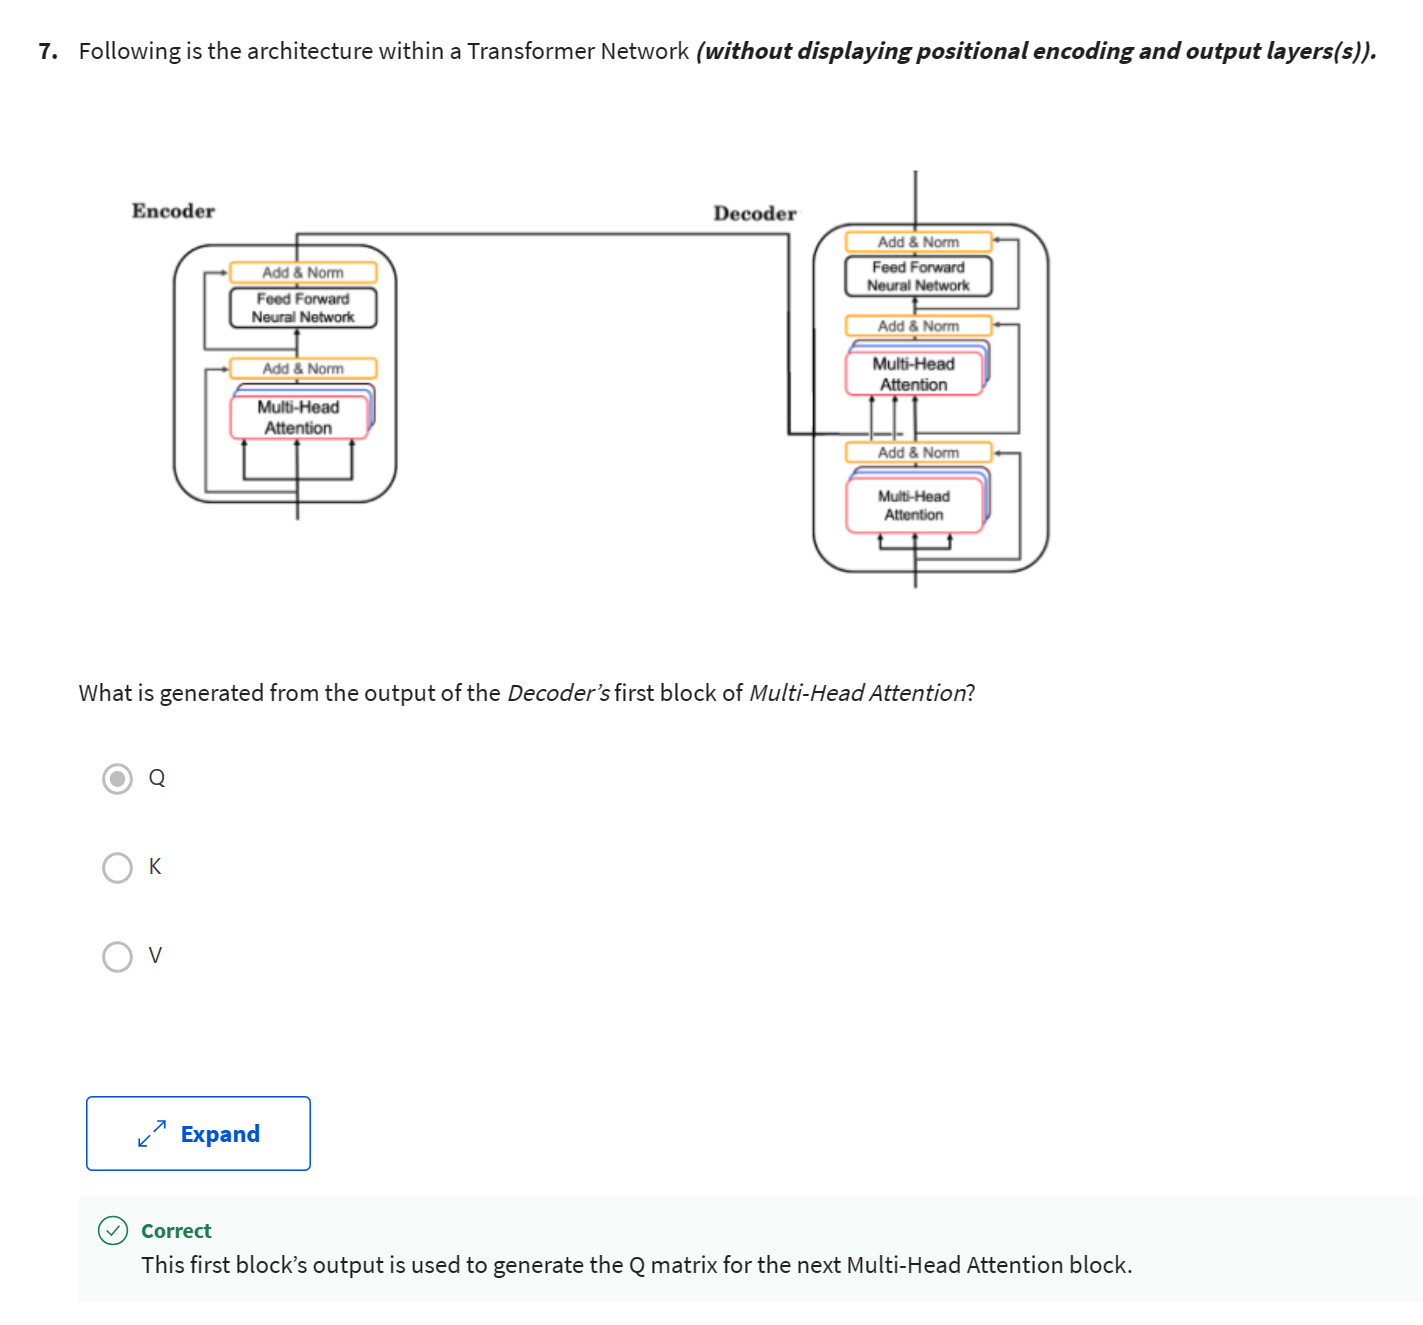 7. Following is the architecture within a Transformer Network (without displaying positional encoding and output layers(s)).
Encoder
Add & Norm
Feed Forward
Neural Network
Add & Norm
Multi-Head
Attention
Decoder
Add & Norm
Feed Forward
Neural Network
Add & Norm
Multi-Head
Attention
Add & Norm
Multi-Head
Attention
What is generated from the output of the Decoder’s first block of Multi-Head Attention?
Q
K
V
Expand
Correct
This first block’s output is used to generate the Q matrix for the next Multi-Head Attention block.